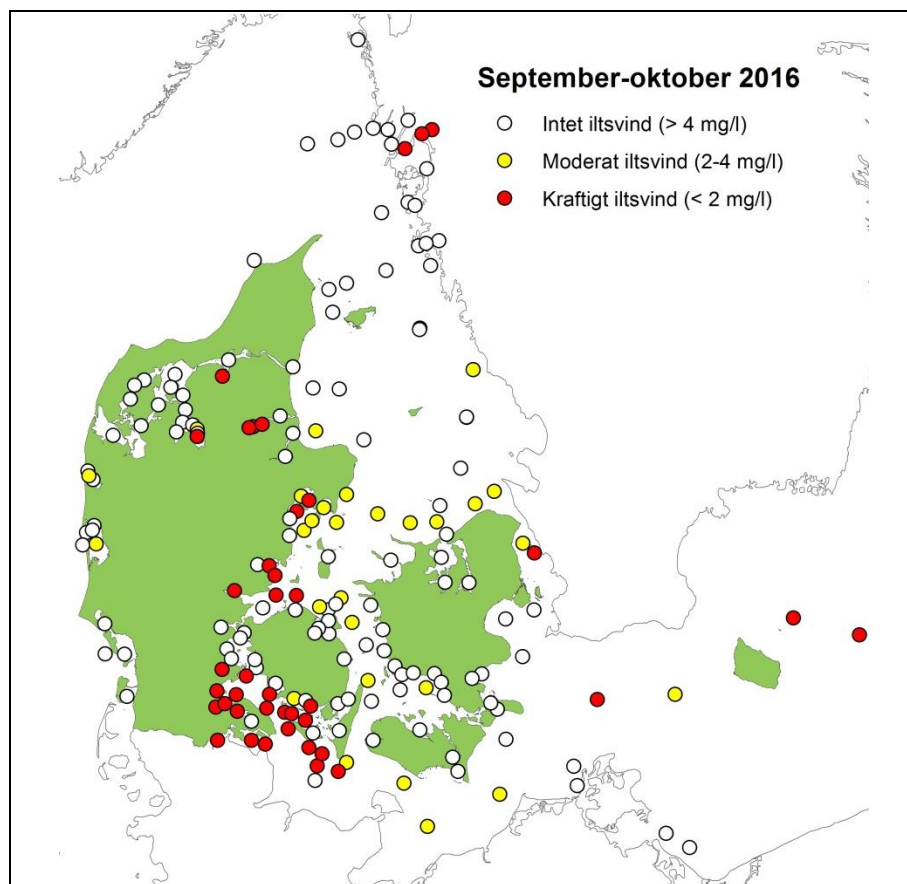 September-oktober 2016
Intet iltsvind (> 4 mg/l)
Moderat iltsvind (2-4 mg/l)
Kraftigt iltsvind (< 2 mg/l)